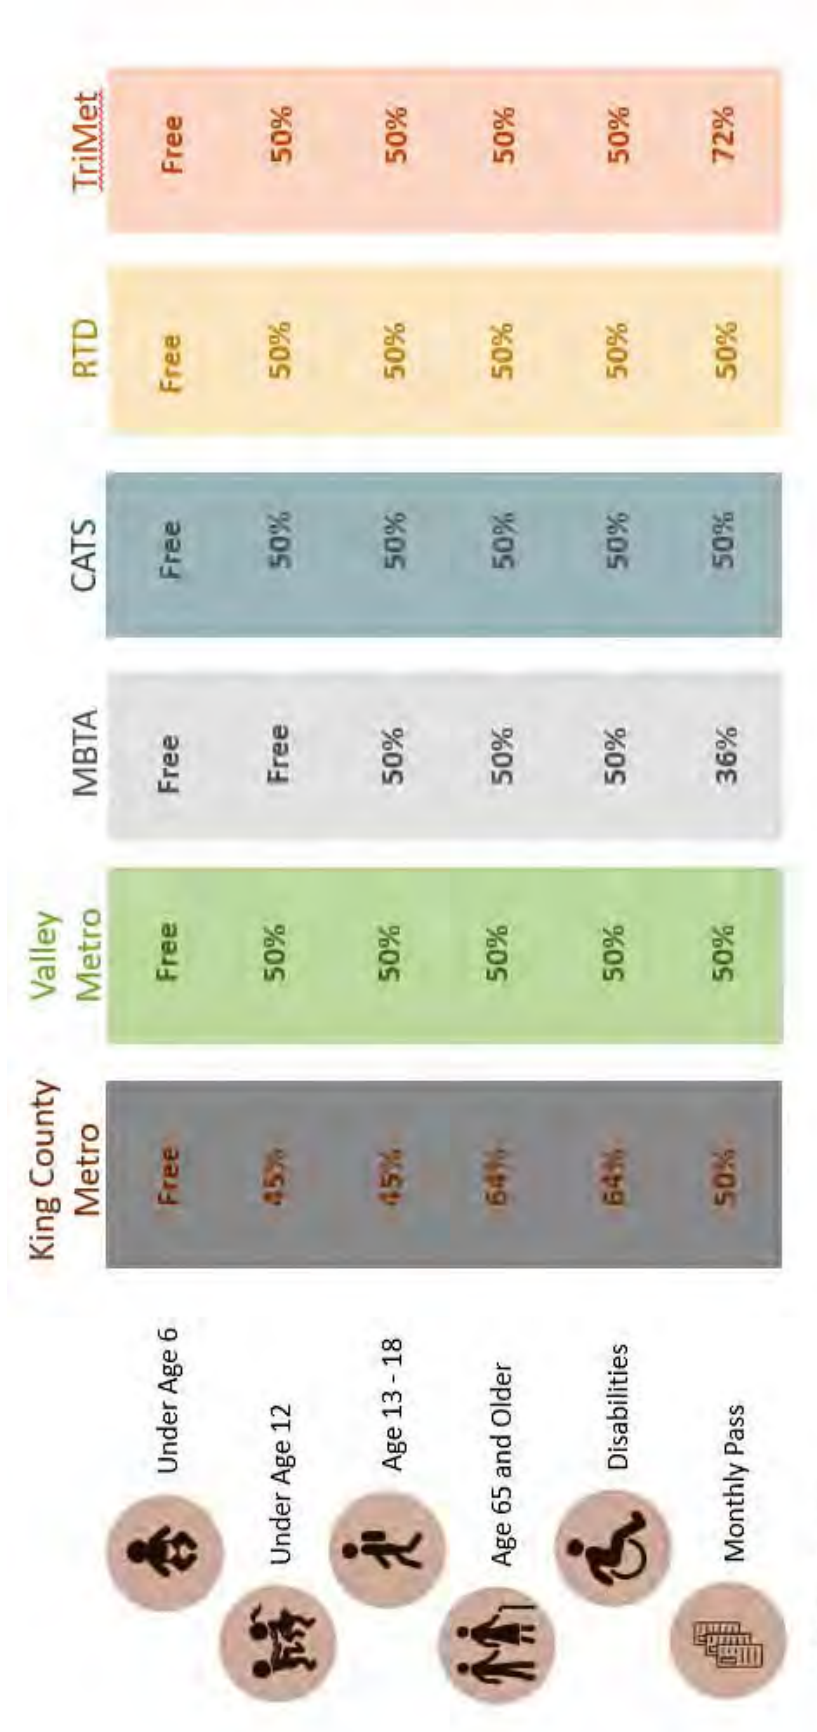 King County
Metro
Valley
Metro
MBTA
CATS
RTD
TriMet
Under Age 6
Free
Free
Free
Free
Free
Free
Under Age 12
45%
50%
Free
50%
50%
50%
Age 13 - 18
45%
50%
50%
50%
50%
50%
Age 65 and Older
64%
50%
50%
50%
50%
50%
Disabilities
64%
50%
50%
50%
50%
50%
Monthly Pass
50%
50%
36%
50%
50%
72%